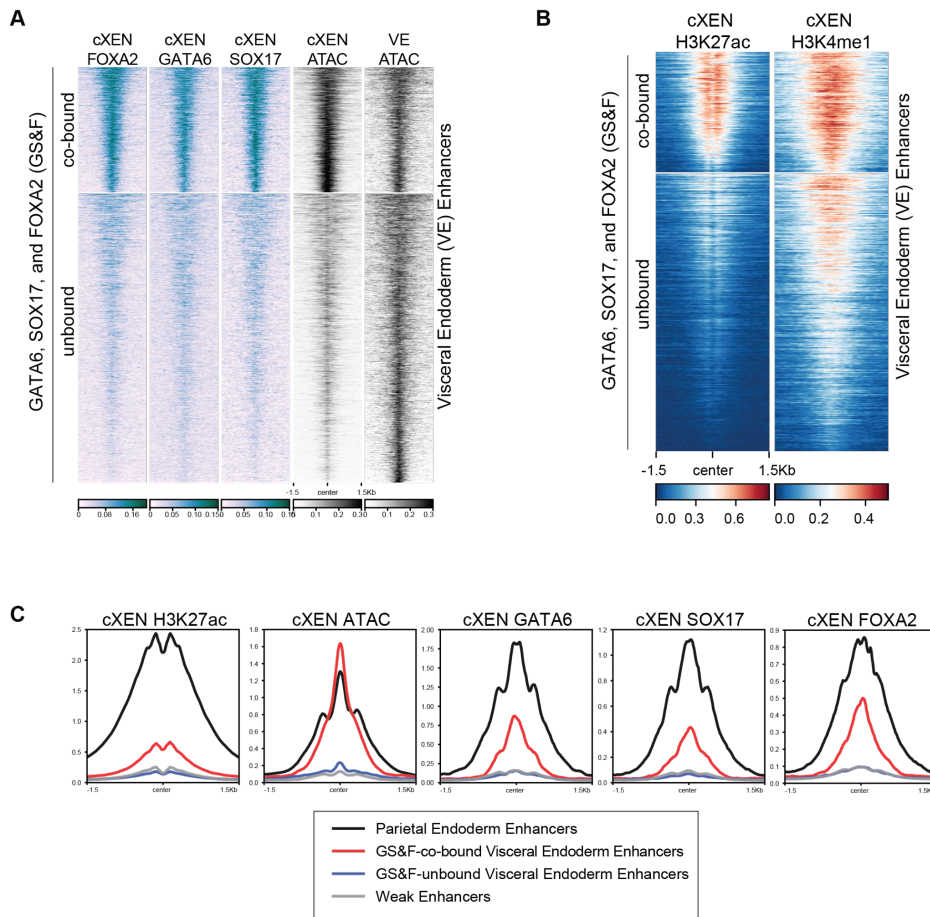 A
cXEN FOXA2
cXEN GATA6
cXEN SOX17
cXEN ATAC
VE ATAC
GATA6, SOX17, and FOXA2 (GS&F)
co-bound
unbound
Visceral Endoderm (VE) Enhancers
-1.5 center 1.5Kb
0 0.08 0.16
0 0.05 0.10 0.150
0 0.05 0.10
0 0.1 0.2 0.30
0.1 0.2 0.3
B
cXEN H3K27ac
cXEN H3K4me1
GATA6, SOX17, and FOXA2 (GS&F)
co-bound
unbound
Visceral Endoderm (VE) Enhancers
-1.5 center 1.5Kb
0.0 0.3 0.6
0.0 0.2 0.4
C
cXEN H3K27ac
2.5
2.0
1.5
1.0
0.5
0.0
-1.5 center 1.5Kb
cXEN ATAC
1.8
1.6
1.4
1.2
1.0
0.8
0.6
0.4
0.2
0.0
-1.5 center 1.5Kb
cXEN GATA6
2.00
1.75
1.50
1.25
1.00
0.75
0.50
0.25
0.00
-1.5 center 1.5Kb
cXEN SOX17
1.2
1.0
0.8
0.6
0.4
0.2
0.0
-1.5 center 1.5Kb
cXEN FOXA2
0.9
0.8
0.7
0.6
0.5
0.4
0.3
0.2
0.1
0.0
-1.5 center 1.5Kb
Parietal Endoderm Enhancers
GS&F-co-bound Visceral Endoderm Enhancers
GS&F-unbound Visceral Endoderm Enhancers
Weak Enhancers